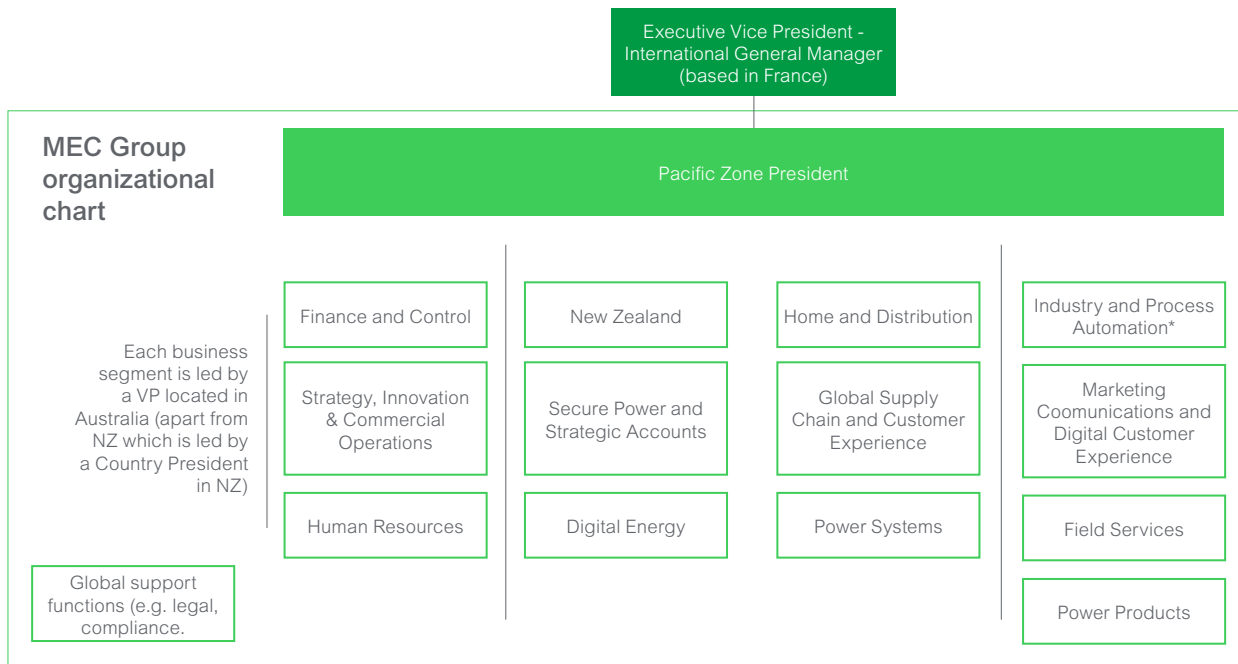 Executive Vice President -
International General Manager
(based in France)
MEC Group
organizational
chart
Pacific Zone President
Each business
segment is led by
a VP located in
Australia (apart from
NZ which is led by
a Country President
in NZ)
Finance and Control
Strategy, Innovation
& Commercial
Operations
Human Resources
New Zealand
Secure Power and
Strategic Accounts
Digital Energy
Home and Distribution
Global Supply
Chain and Customer
Experience
Power Systems
Industry and Process
Automation*
Marketing
Coomunications and
Digital Customer
Experience
Field Services
Power Products
Global support
functions (e.g. legal,
compliance.